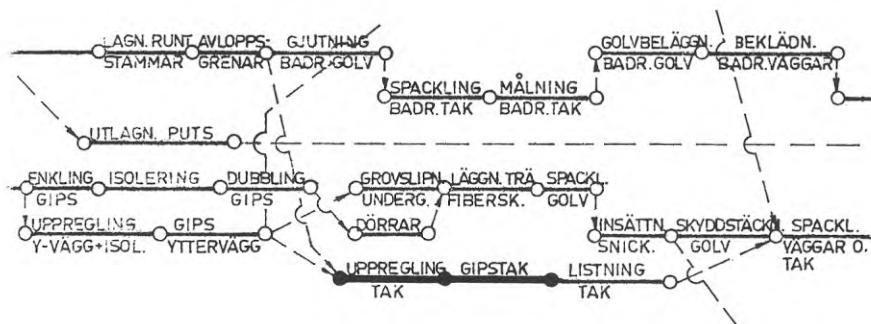 LAGN. RUNT AVLOPPS- GJUTNING GOLVBELÄGGN. BEKLÄDN.
STAMMAR GRENAR BADR. GOLV BADR. GOLV BADR. VÄGGAR
SPACKLING MÅLNING
BADR. TAK BADR. TAK
UTLAGN. PUTS
ENKLING ISOLERING DUBBLING GROVSLIPN. LÄGGN. TRÄ SPACKL.
GIPS GIPS UNDERG. FIBERSK. GOLV
UPPREGLING GIPS DÖRRAR INSÄTTN. SKYDDSTÄCKN. SPACKL.
Y-VÄGG+ISOL. YTTERVÄGG SNICK. GOLV VÄGGAR O.
TAK
UPPREGLING GIPSTAK LISTNING
TAK TAK